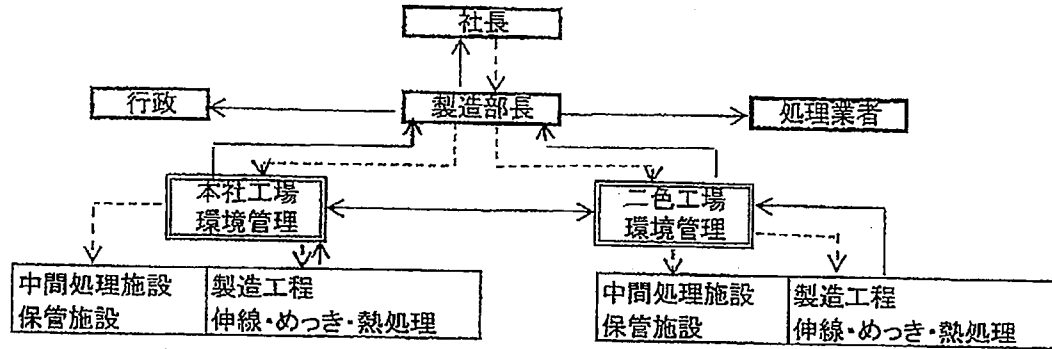 社長
行政
製造部長
処理業者
本社工場
環境管理
二色工場
環境管理
中間処理施設
保管施設
製造工程
伸線・めっき・熱処理
中間処理施設
保管施設
製造工程
伸線・めっき・熱処理